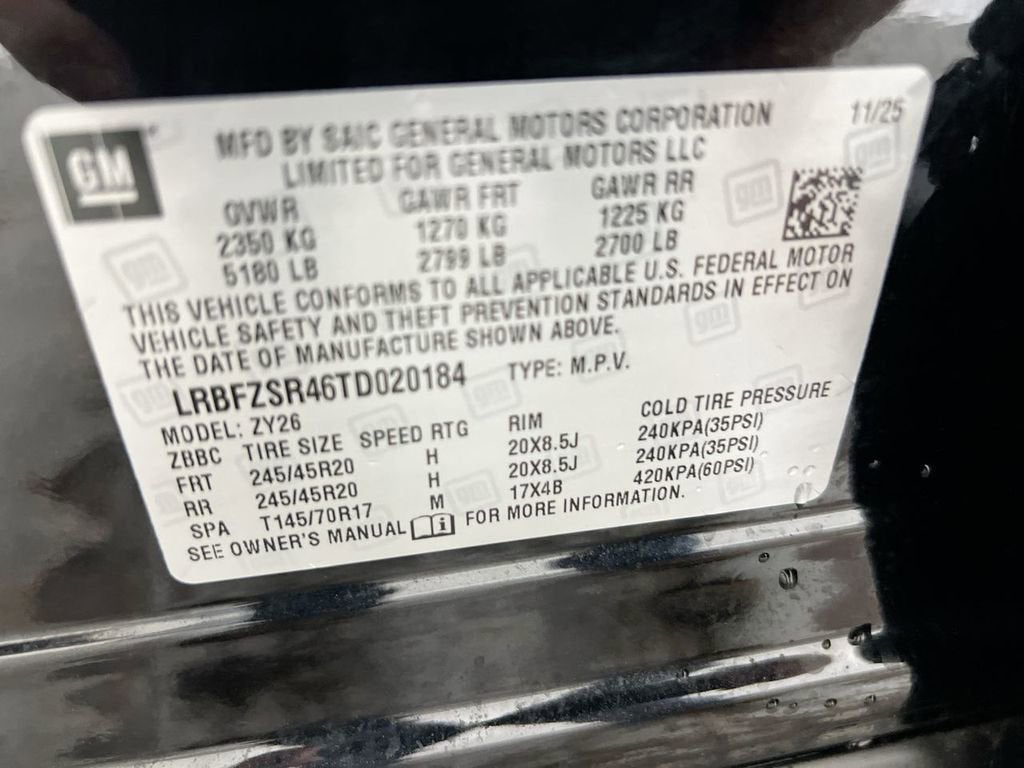 GM
MFD BY SAIC GENERAL MOTORS CORPORATION 11/25
LIMITED FOR GENERAL MOTORS LLC
GVWR GAWR FRT GAWR RR
2350 KG 1270 KG 1225 KG
5180 LB 2799 LB 2700 LB
THIS VEHICLE CONFORMS TO ALL APPLICABLE U.S. FEDERAL MOTOR
VEHICLE SAFETY AND THEFT PREVENTION STANDARDS IN EFFECT ON
THE DATE OF MANUFACTURE SHOWN ABOVE.
LRBFZSR46TD020184 TYPE: M.P.V.
MODEL: ZY26
ZBBC TIRE SIZE SPEED RTG RIM COLD TIRE PRESSURE
FRT 245/45R20 H 20X8.5J 240KPA(35PSI)
RR 245/45R20 H 20X8.5J 240KPA(35PSI)
SPA T145/70R17 M 17X4B 420KPA(60PSI)
SEE OWNER'S MANUAL FOR MORE INFORMATION.